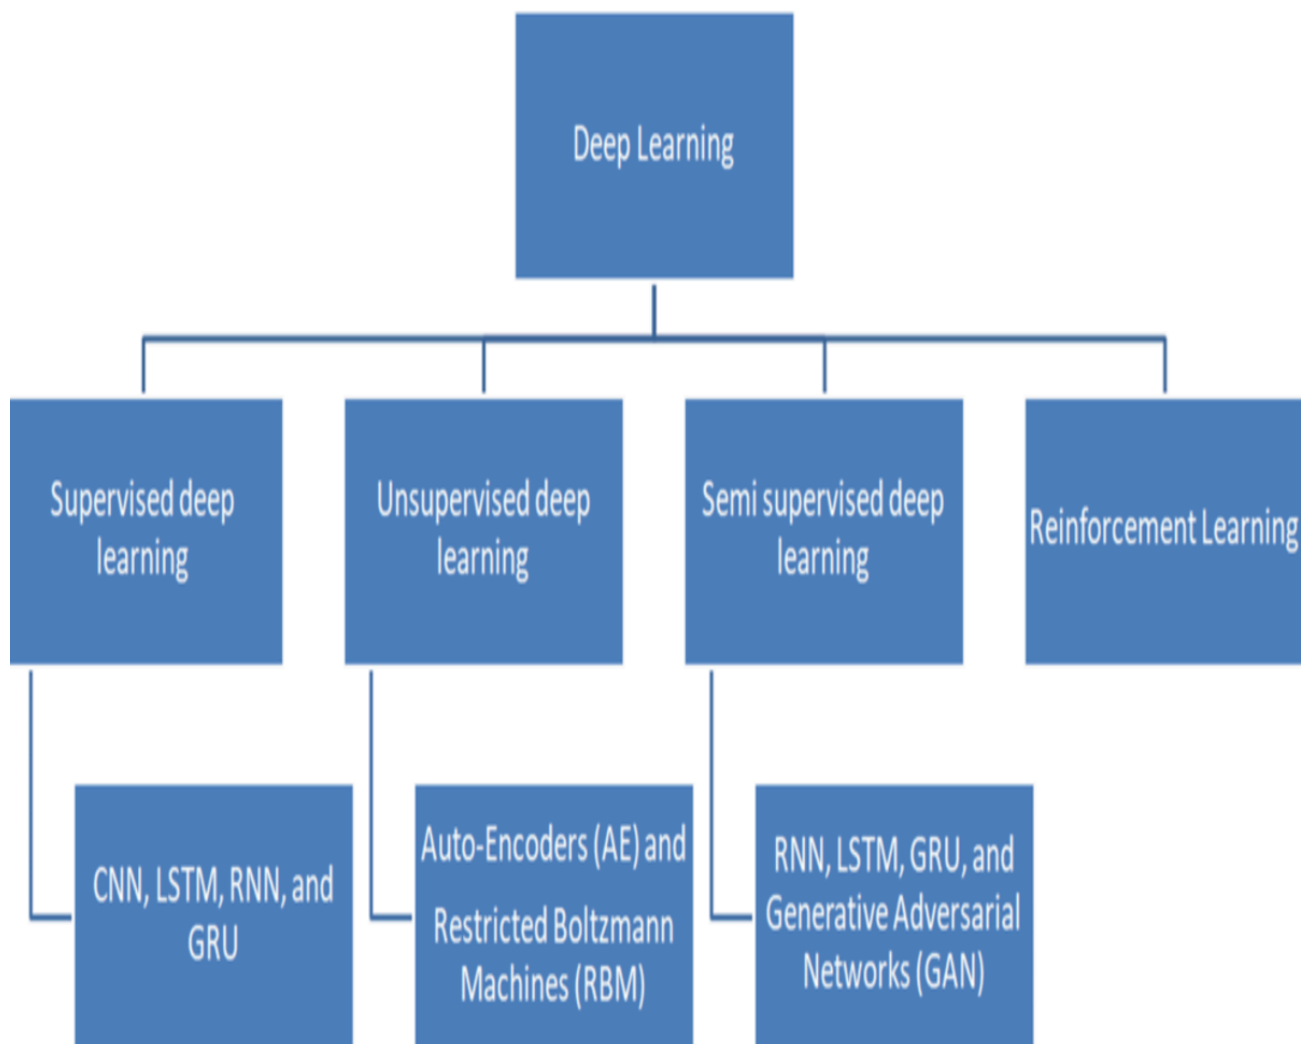 Deep Learning
Supervised deep
learning
Unsupervised deep
learning
Semi supervised deep
learning
Reinforcement Learning
CNN, LSTM, RNN, and
GRU
Auto-Encoders (AE) and
Restricted Boltzmann
Machines (RBM)
RNN, LSTM, GRU, and
Generative Adversarial
Networks (GAN)